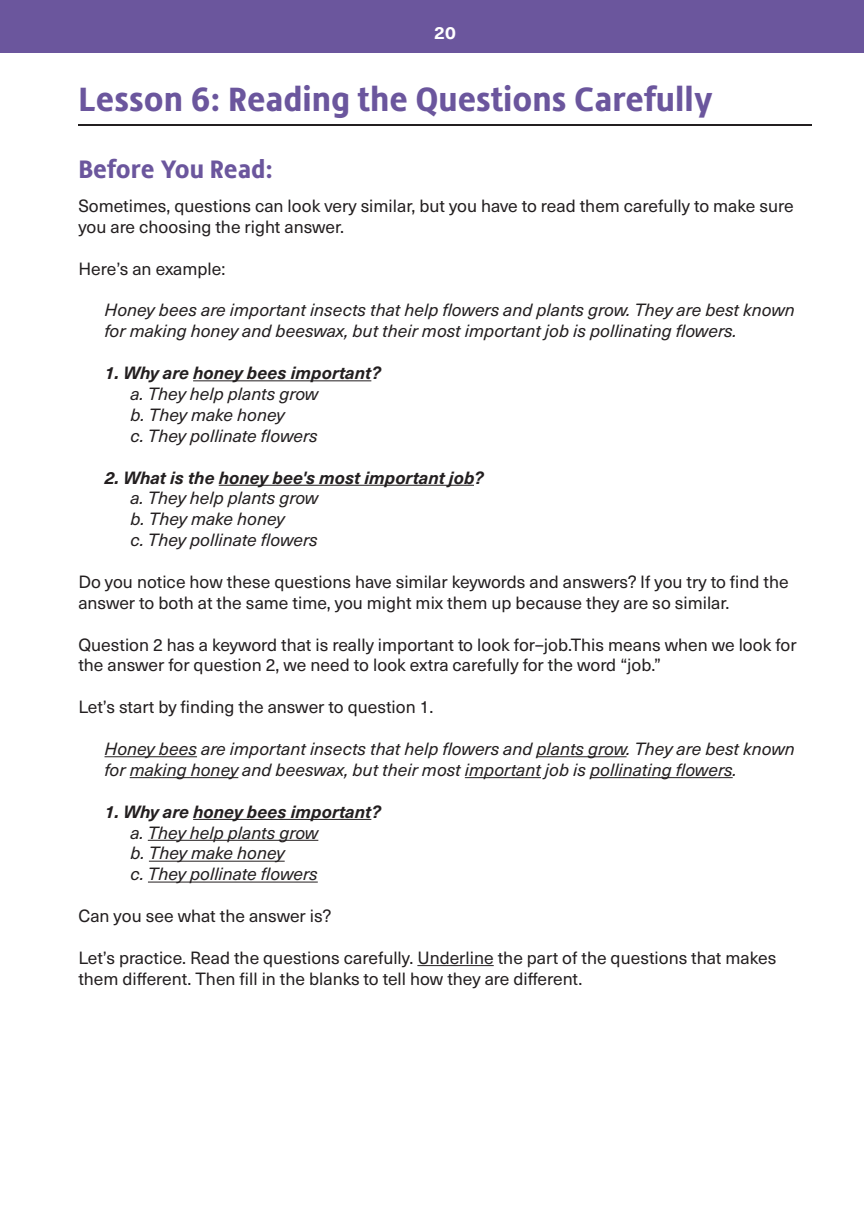 20
Lesson 6: Reading the Questions Carefully
Before You Read:
Sometimes, questions can look very similar, but you have to read them carefully to make sure
you are choosing the right answer.
Here's an example:
Honey bees are important insects that help flowers and plants grow. They are best known
for making honey and beeswax, but their most important job is pollinating flowers.
1. Why are honey bees important?
a. They help plants grow
b. They make honey
c. They pollinate flowers
2. What is the honey bee's most important job?
a. They help plants grow
b. They make honey
c. They pollinate flowers
Do you notice how these questions have similar keywords and answers? If you try to find the
answer to both at the same time, you might mix them up because they are so similar.
Question 2 has a keyword that is really important to look for–job.This means when we look for
the answer for question 2, we need to look extra carefully for the word “job.”
Let's start by finding the answer to question 1.
Honey bees are important insects that help flowers and plants grow. They are best known
for making honey and beeswax, but their most important job is pollinating flowers.
1. Why are honey bees important?
a. They help plants grow
b. They make honey
c. They pollinate flowers
Can you see what the answer is?
Let's practice. Read the questions carefully. Underline the part of the questions that makes
them different. Then fill in the blanks to tell how they are different.